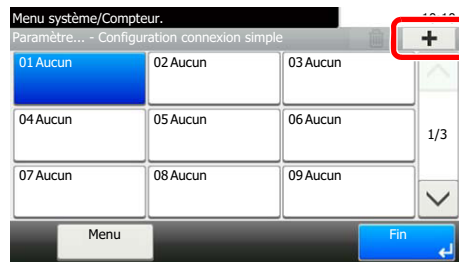 Menu système/Compteur.
Paramètre... - Configuration connexion simple
+
01 Aucun
02 Aucun
03 Aucun
04 Aucun
05 Aucun
06 Aucun
1/3
07 Aucun
08 Aucun
09 Aucun
Menu
Fin